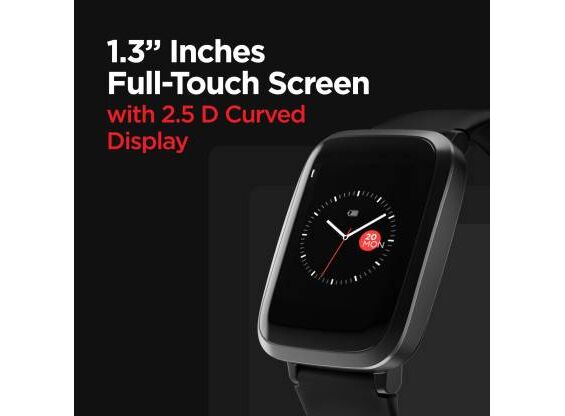 1.3” Inches
Full-Touch Screen
with 2.5 D Curved
Display
20
MON